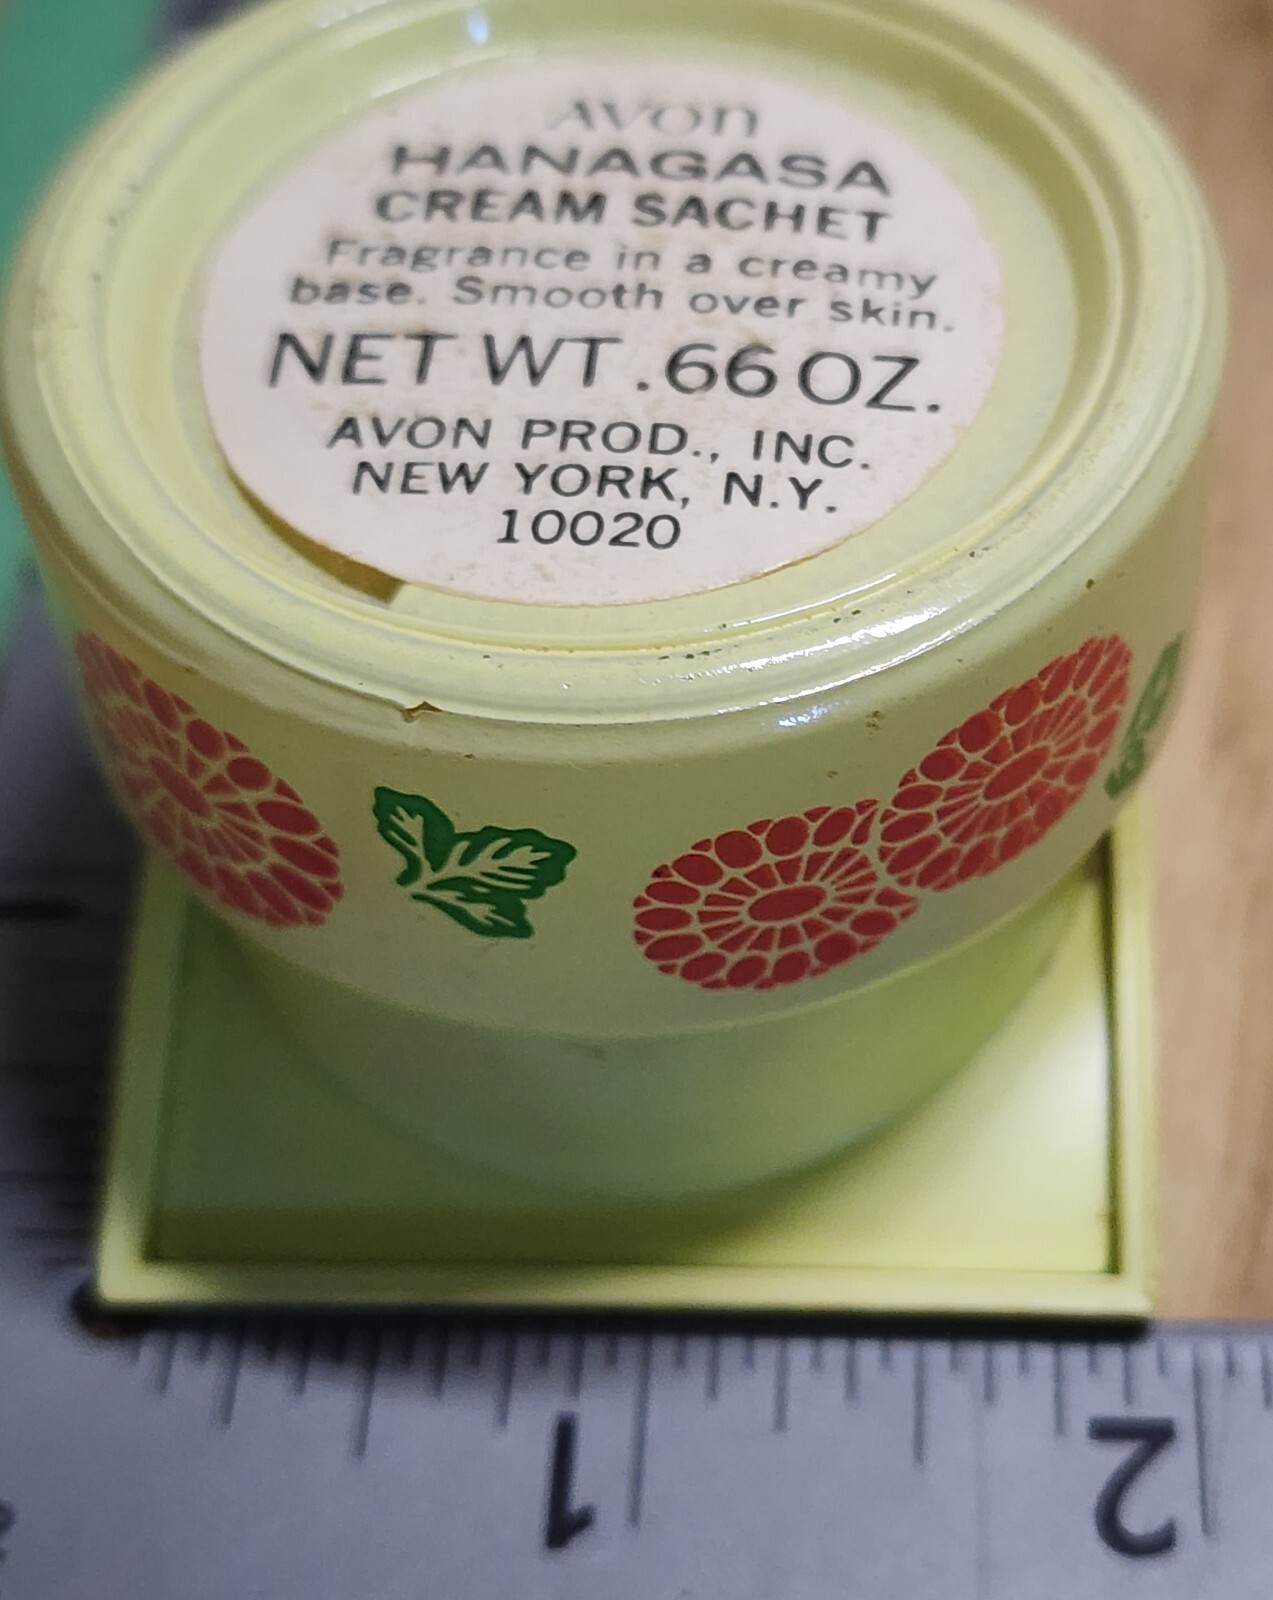 AVON
HANAGASA
CREAM SACHET
Fragrance in a creamy
base. Smooth over skin.
NET WT .66 OZ.
AVON PROD., INC.
NEW YORK, N.Y.
10020
1 2